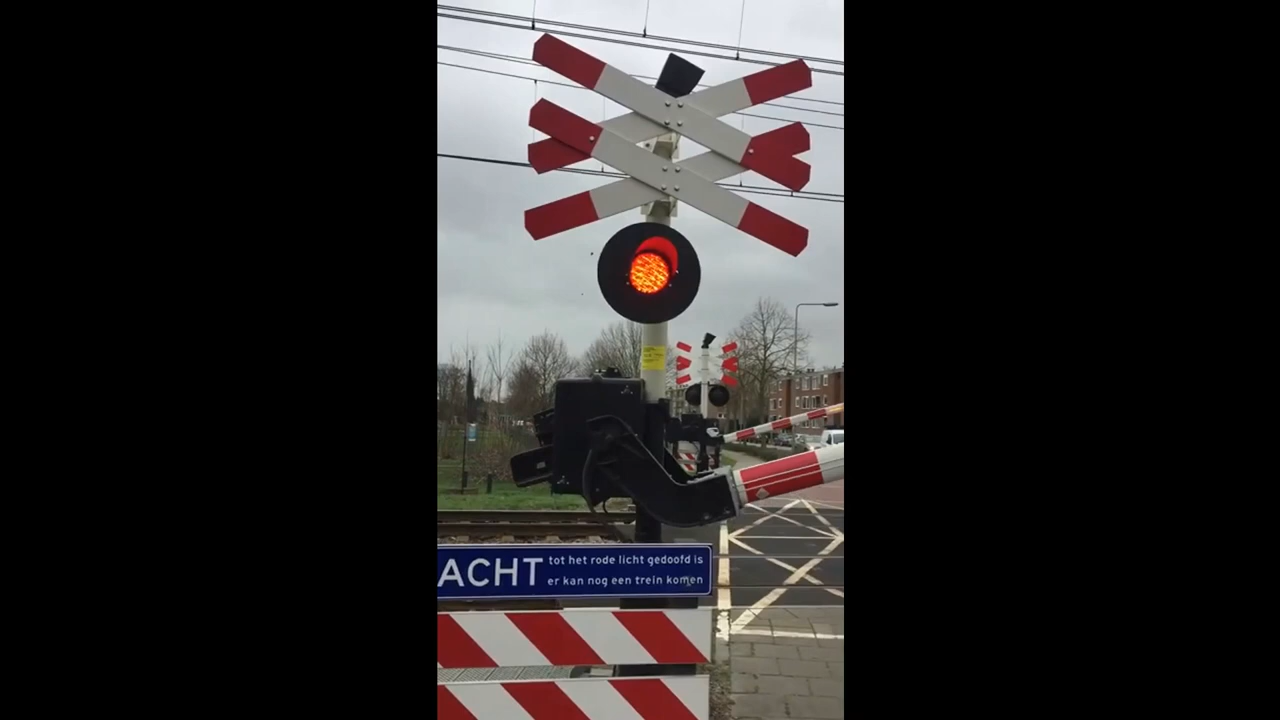 ACHT
tot het rode licht gedoofd is
er kan nog een trein komen